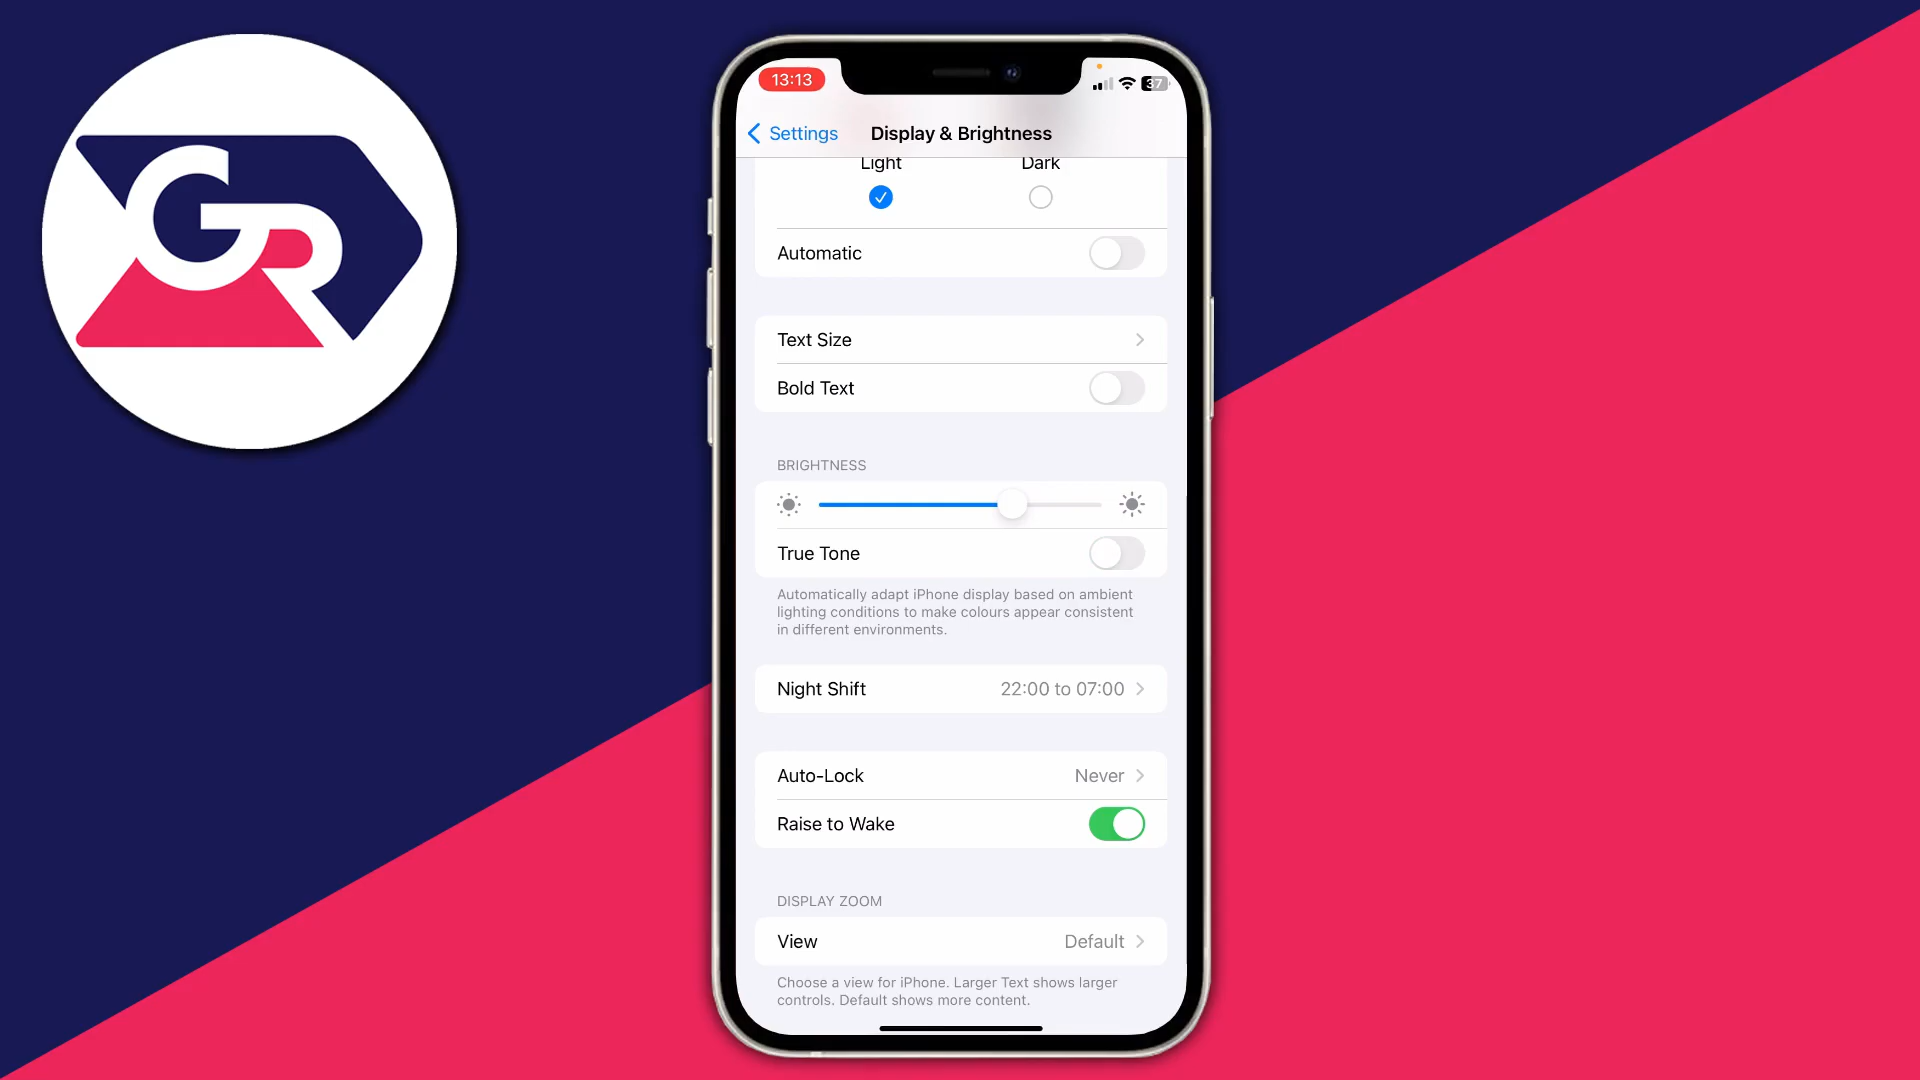 GR
13:13
37
Settings
Display & Brightness
Light
Dark
Automatic
Text Size
Bold Text
BRIGHTNESS
True Tone
Automatically adapt iPhone display based on ambient
lighting conditions to make colours appear consistent
in different environments.
Night Shift 22:00 to 07:00
Auto-Lock Never
Raise to Wake
DISPLAY ZOOM
View Default
Choose a view for iPhone. Larger Text shows larger
controls. Default shows more content.